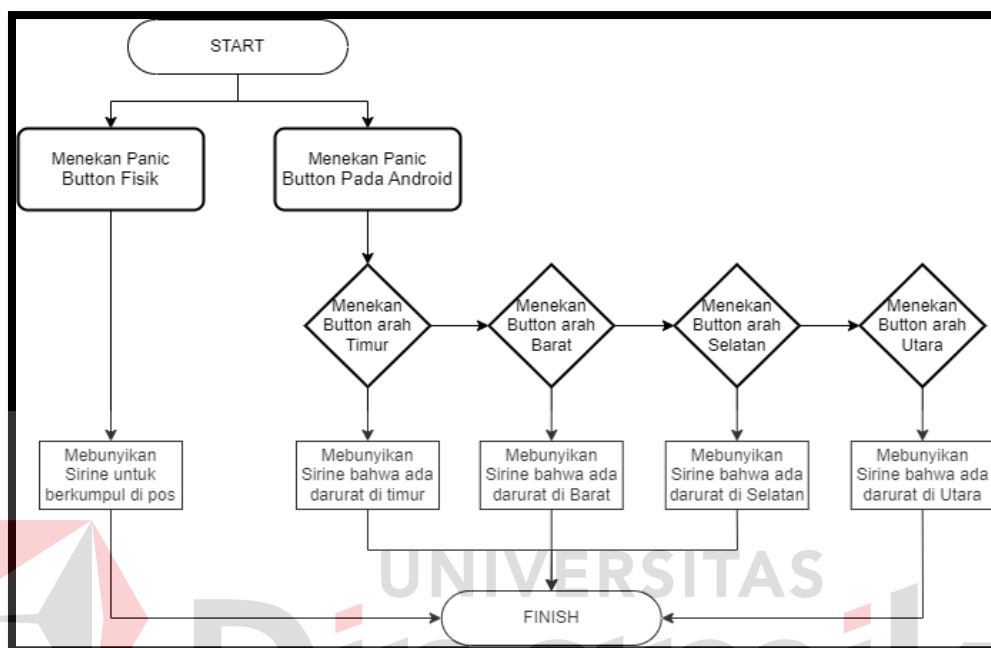 START
Menekan Panic
Button Fisik
Menekan Panic
Button Pada Android
Menekan
Button arah
Timur
Menekan
Button arah
Barat
Menekan
Button arah
Selatan
Menekan
Button arah
Utara
Mebunyikan
Sirine untuk
berkumpul di pos
Mebunyikan
Sirine bahwa ada
darurat di timur
Mebunyikan
Sirine bahwa ada
darurat di Barat
Mebunyikan
Sirine bahwa ada
darurat di Selatan
Mebunyikan
Sirine bahwa ada
darurat di Utara
UNIVERSITAS
FINISH